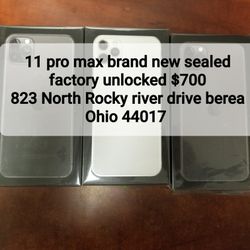 11 pro max brand new sealed
factory unlocked $700
823 North Rocky river drive berea
Ohio 44017